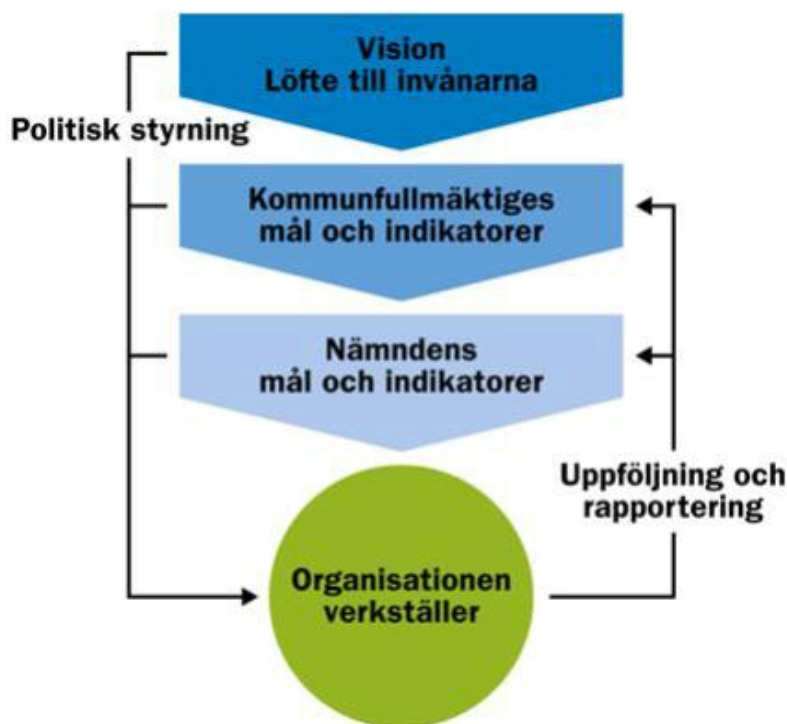 Vision
Löfte till invånarna
Politisk styrning
Kommunfullmäktiges
mål och indikatorer
Nämndens
mål och indikatorer
Uppföljning och
rapportering
Organisationen
verkställer